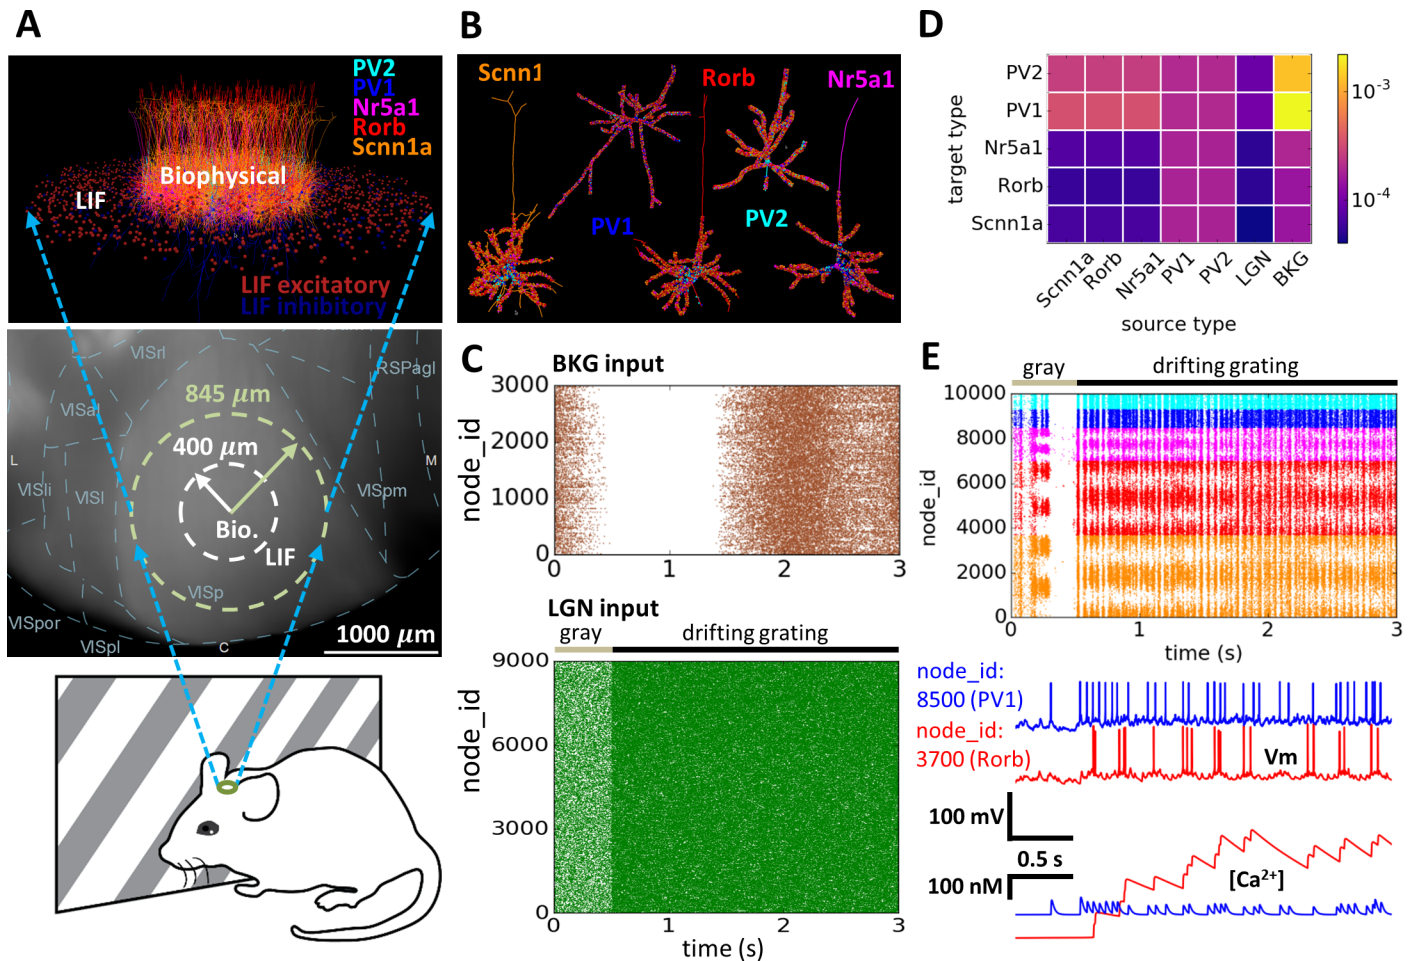 A
PV2
PV1
Nr5a1
Rorb
Scnn1a
Biophysical
LIF
LIF excitatory
LIF inhibitory
VISrl
RSPagl
VISal
845 μm
400 μm
L
M
VISli
VISl
VISpm
Bio.
LIF
VISp
VISpor
VISpl
C
1000 μm
B
Scnn1
Rorb
Nr5a1
PV1
PV2
C
BKG input
3000
2000
1000
0
node_id
0 1 2 3
LGN input
gray drifting grating
9000
6000
3000
0
node_id
0 1 2 3
time (s)
D
target type
PV2
PV1
Nr5a1
Rorb
Scnn1a
Scnn1a Rorb Nr5a1 PV1 PV2 LGN BKG
source type
10⁻³
10⁻⁴
E
gray drifting grating
10000
8000
6000
4000
2000
0
node_id
0 1 2 3
time (s)
node_id:
8500 (PV1)
node_id:
3700 (Rorb)
Vm
100 mV
0.5 s
100 nM
[Ca²⁺]